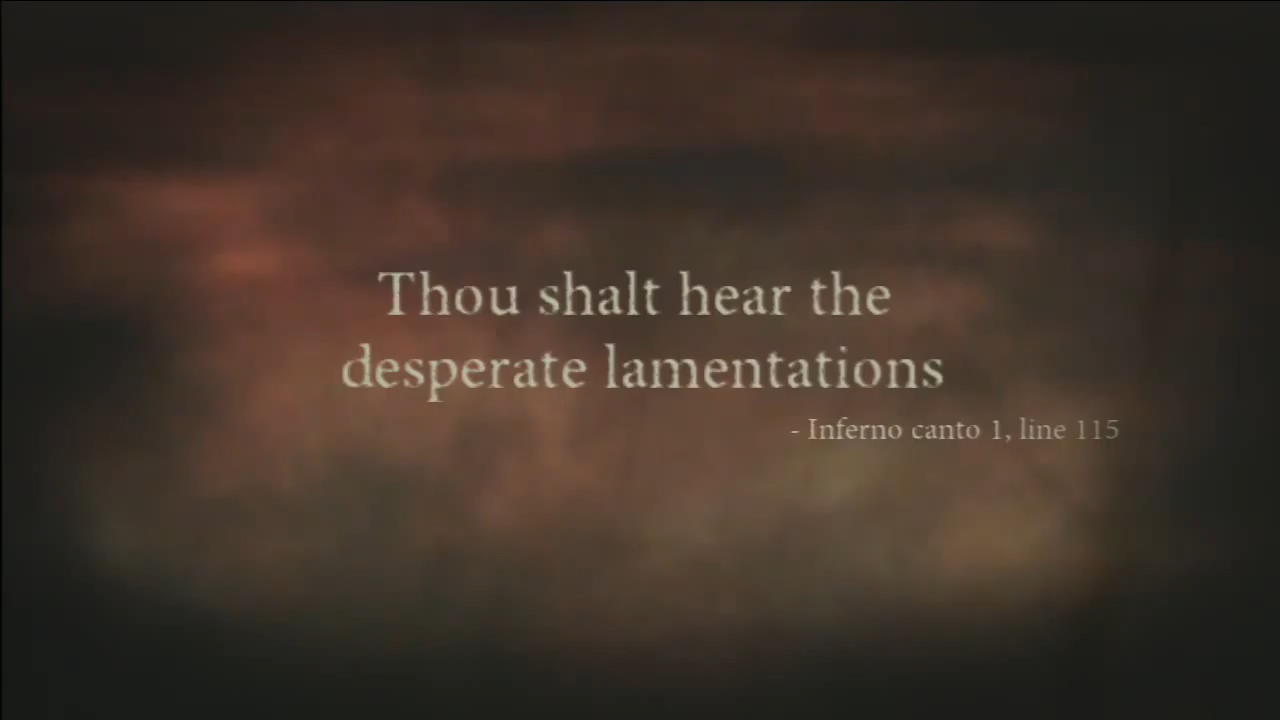 Thou shalt hear the
desperate lamentations
- Inferno canto 1, line 115